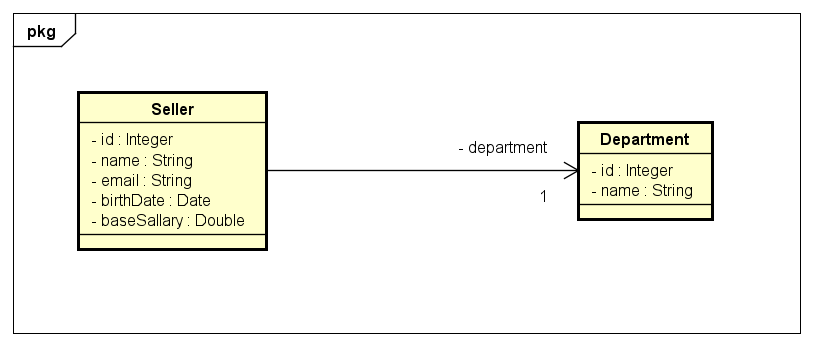 pkg
Seller
- id : Integer
- name : String
- email : String
- birthDate : Date
- baseSallary : Double
- department
1
Department
- id : Integer
- name : String